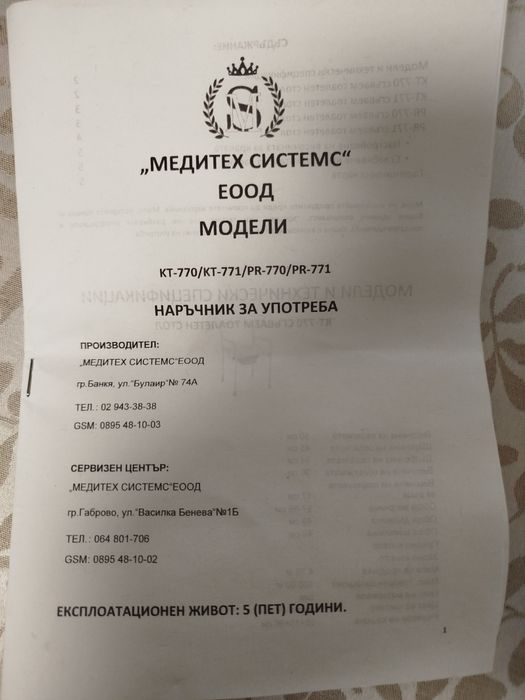 MS
„МЕДИТЕХ СИСТЕМС“
ЕООД
МОДЕЛИ
KT-770/KT-771/PR-770/PR-771
НАРЪЧНИК ЗА УПОТРЕБА
ПРОИЗВОДИТЕЛ:
„МЕДИТЕХ СИСТЕМС“ЕООД
гр.Банкя, ул.“Булаир“№ 74А
ТЕЛ.: 02 943-38-38
GSM: 0895 48-10-03
СЕРВИЗЕН ЦЕНТЪР:
„МЕДИТЕХ СИСТЕМС“ЕООД
гр.Габрово, ул.“Василка Бенева“№1Б
ТЕЛ.: 064 801-706
GSM: 0895 48-10-02
ЕКСПЛОАТАЦИОНЕН ЖИВОТ: 5 (ПЕТ) ГОДИНИ.
1